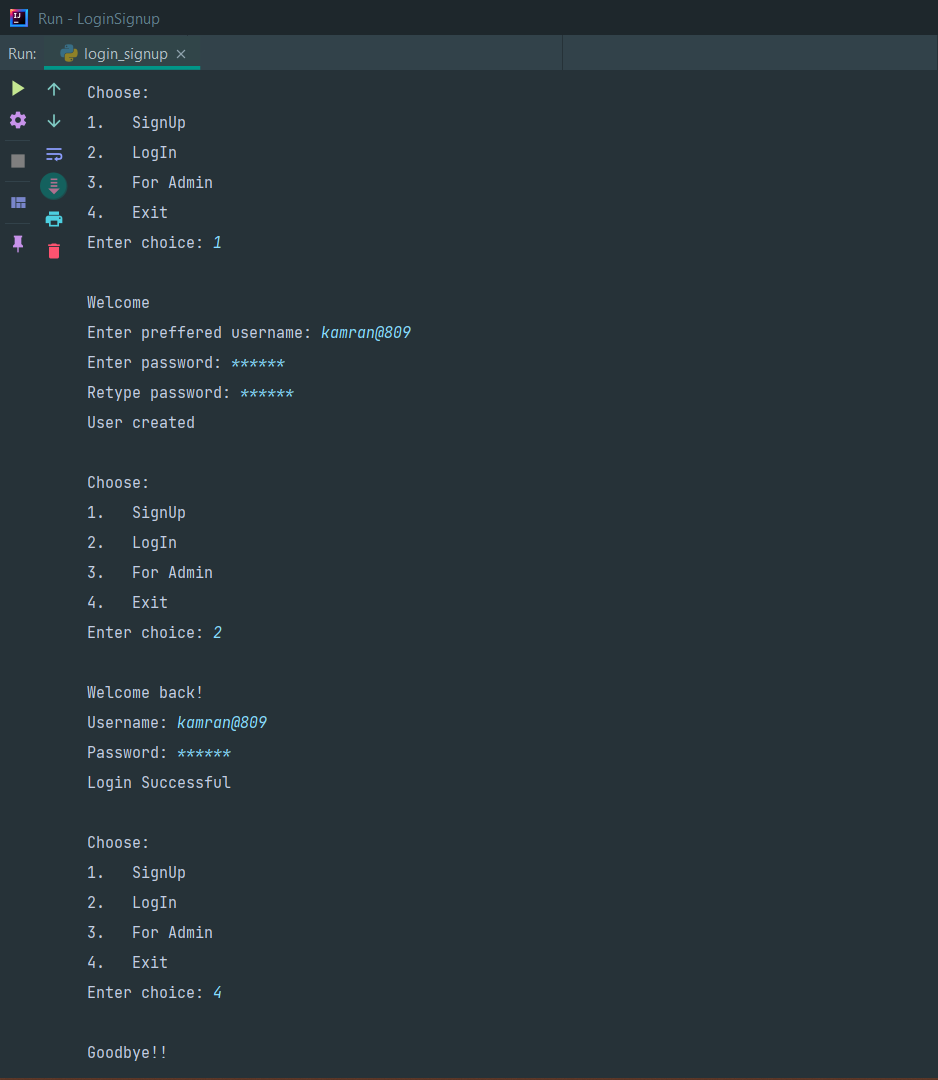 Run - LoginSignup
Run: login_signup
Choose:
1.   SignUp
2.   LogIn
3.   For Admin
4.   Exit
Enter choice: 1
Welcome
Enter preffered username: kamran@809
Enter password: ******
Retype password: ******
User created
Choose:
1.   SignUp
2.   LogIn
3.   For Admin
4.   Exit
Enter choice: 2
Welcome back!
Username: kamran@809
Password: ******
Login Successful
Choose:
1.   SignUp
2.   LogIn
3.   For Admin
4.   Exit
Enter choice: 4
Goodbye!!